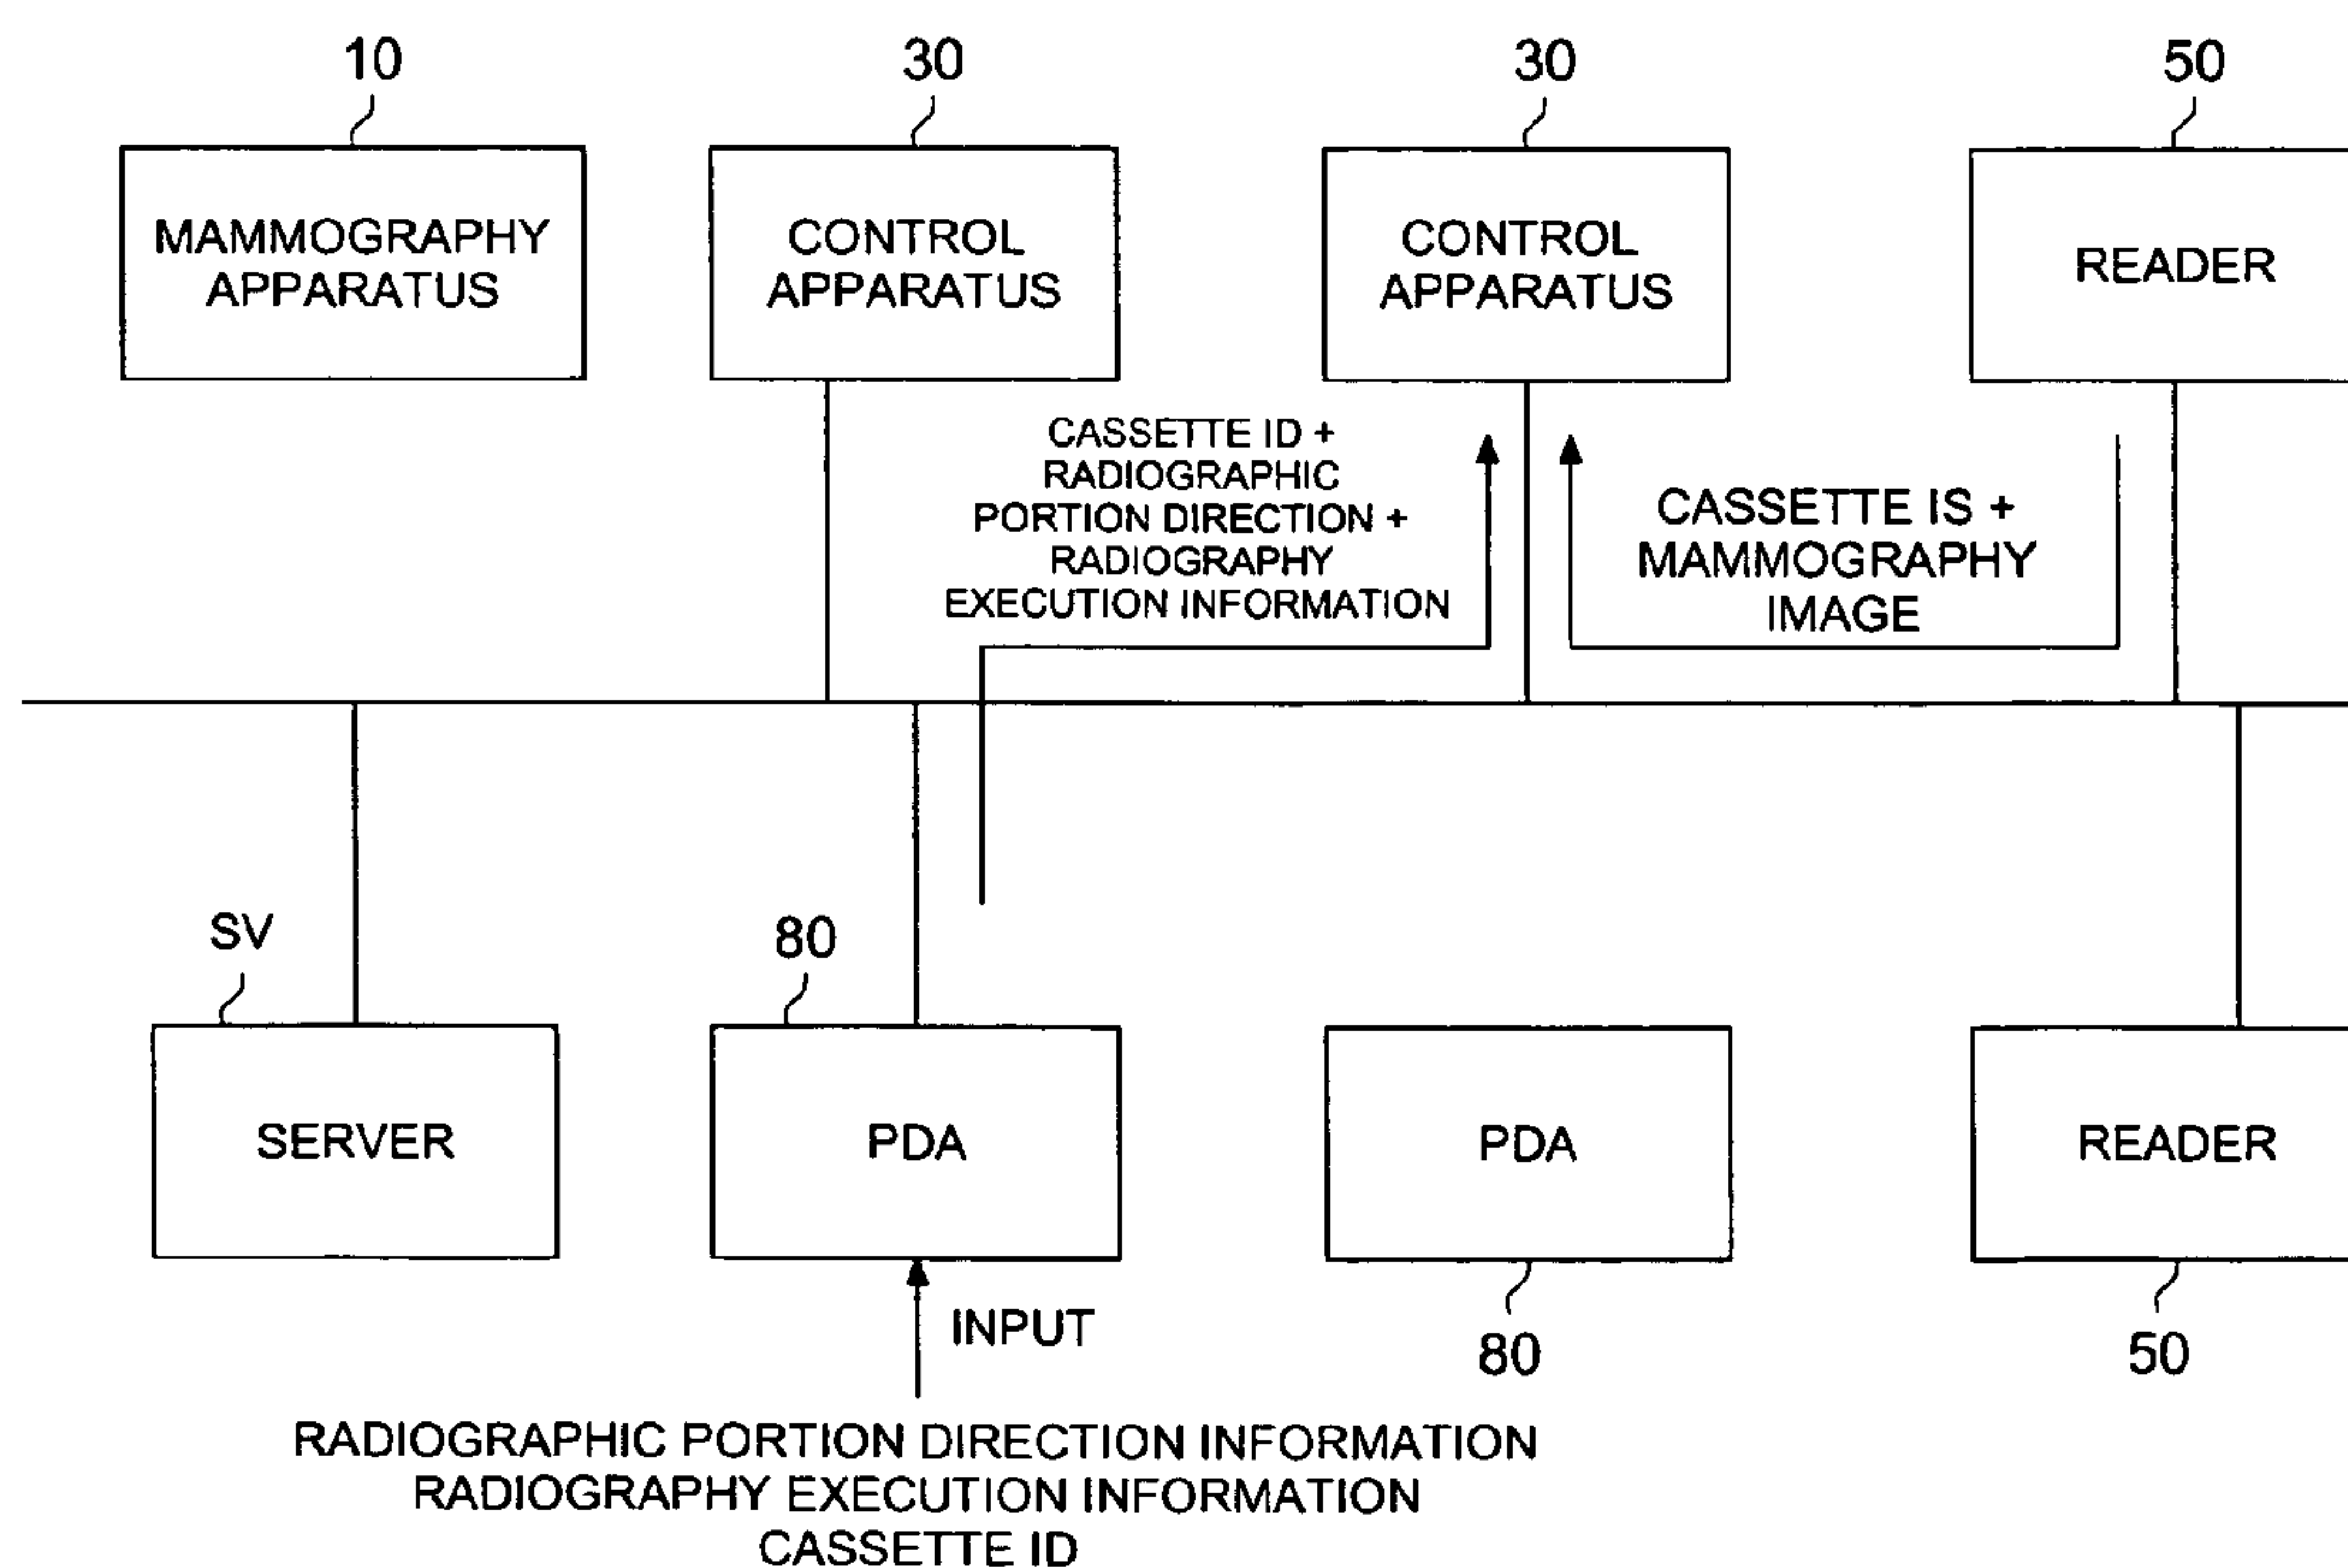 10
30
30
50
MAMMOGRAPHY
APPARATUS
CONTROL
APPARATUS
CONTROL
APPARATUS
READER
CASSETTE ID +
RADIOGRAPHIC
PORTION DIRECTION +
RADIOGRAPHY
EXECUTION INFORMATION
CASSETTE IS +
MAMMOGRAPHY
IMAGE
SV
80
SERVER
PDA
PDA
READER
INPUT
80
50
RADIOGRAPHIC PORTION DIRECTION INFORMATION
RADIOGRAPHY EXECUTION INFORMATION
CASSETTE ID